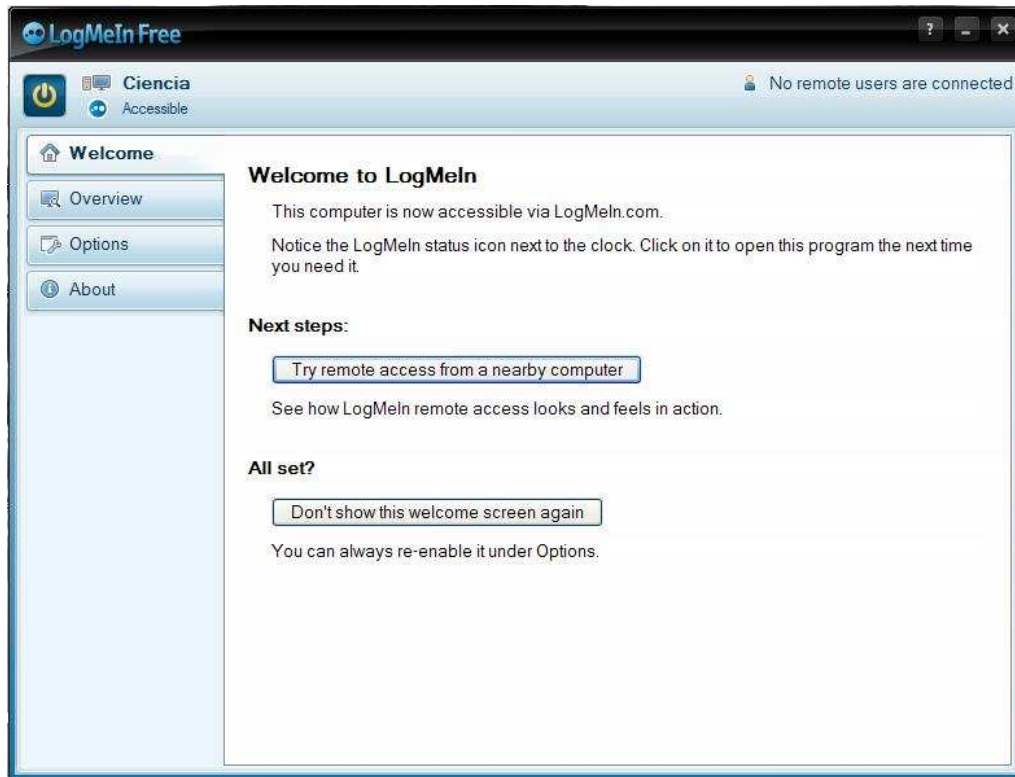 LogMeIn Free
Ciencia
Accessible
No remote users are connected
Welcome
Overview
Options
About
Welcome to LogMeIn
This computer is now accessible via LogMeIn.com.
Notice the LogMeIn status icon next to the clock. Click on it to open this program the next time
you need it.
Next steps:
Try remote access from a nearby computer
See how LogMeIn remote access looks and feels in action.
All set?
Don't show this welcome screen again
You can always re-enable it under Options.